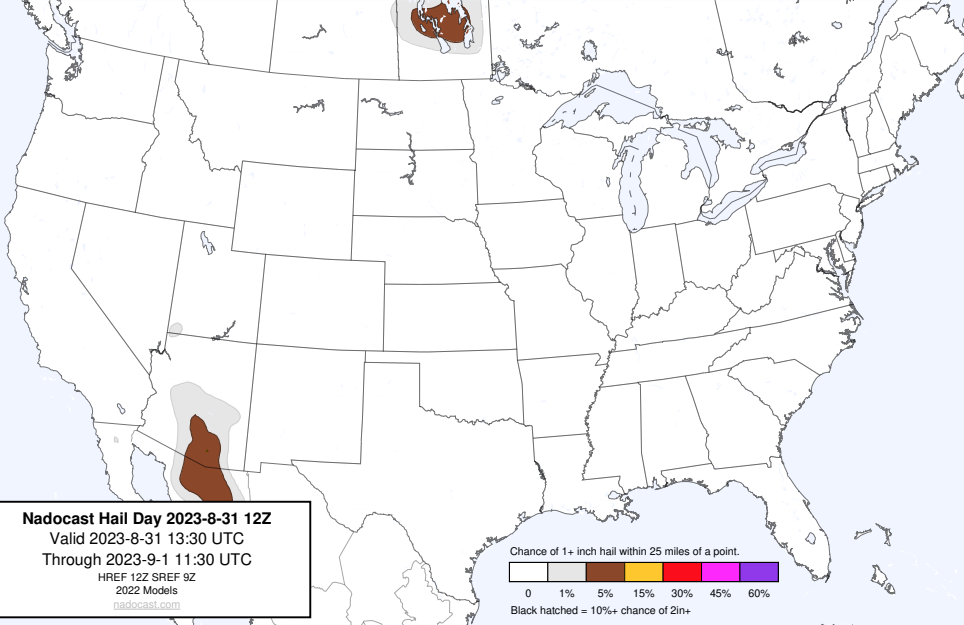 Nadocast Hail Day 2023-8-31 12Z
Valid 2023-8-31 13:30 UTC
Through 2023-9-1 11:30 UTC
HREF 12Z SREF 9Z
2022 Models
nadocast.com
Chance of 1+ inch hail within 25 miles of a point.
0 1% 5% 15% 30% 45% 60%
Black hatched = 10%+ chance of 2in+